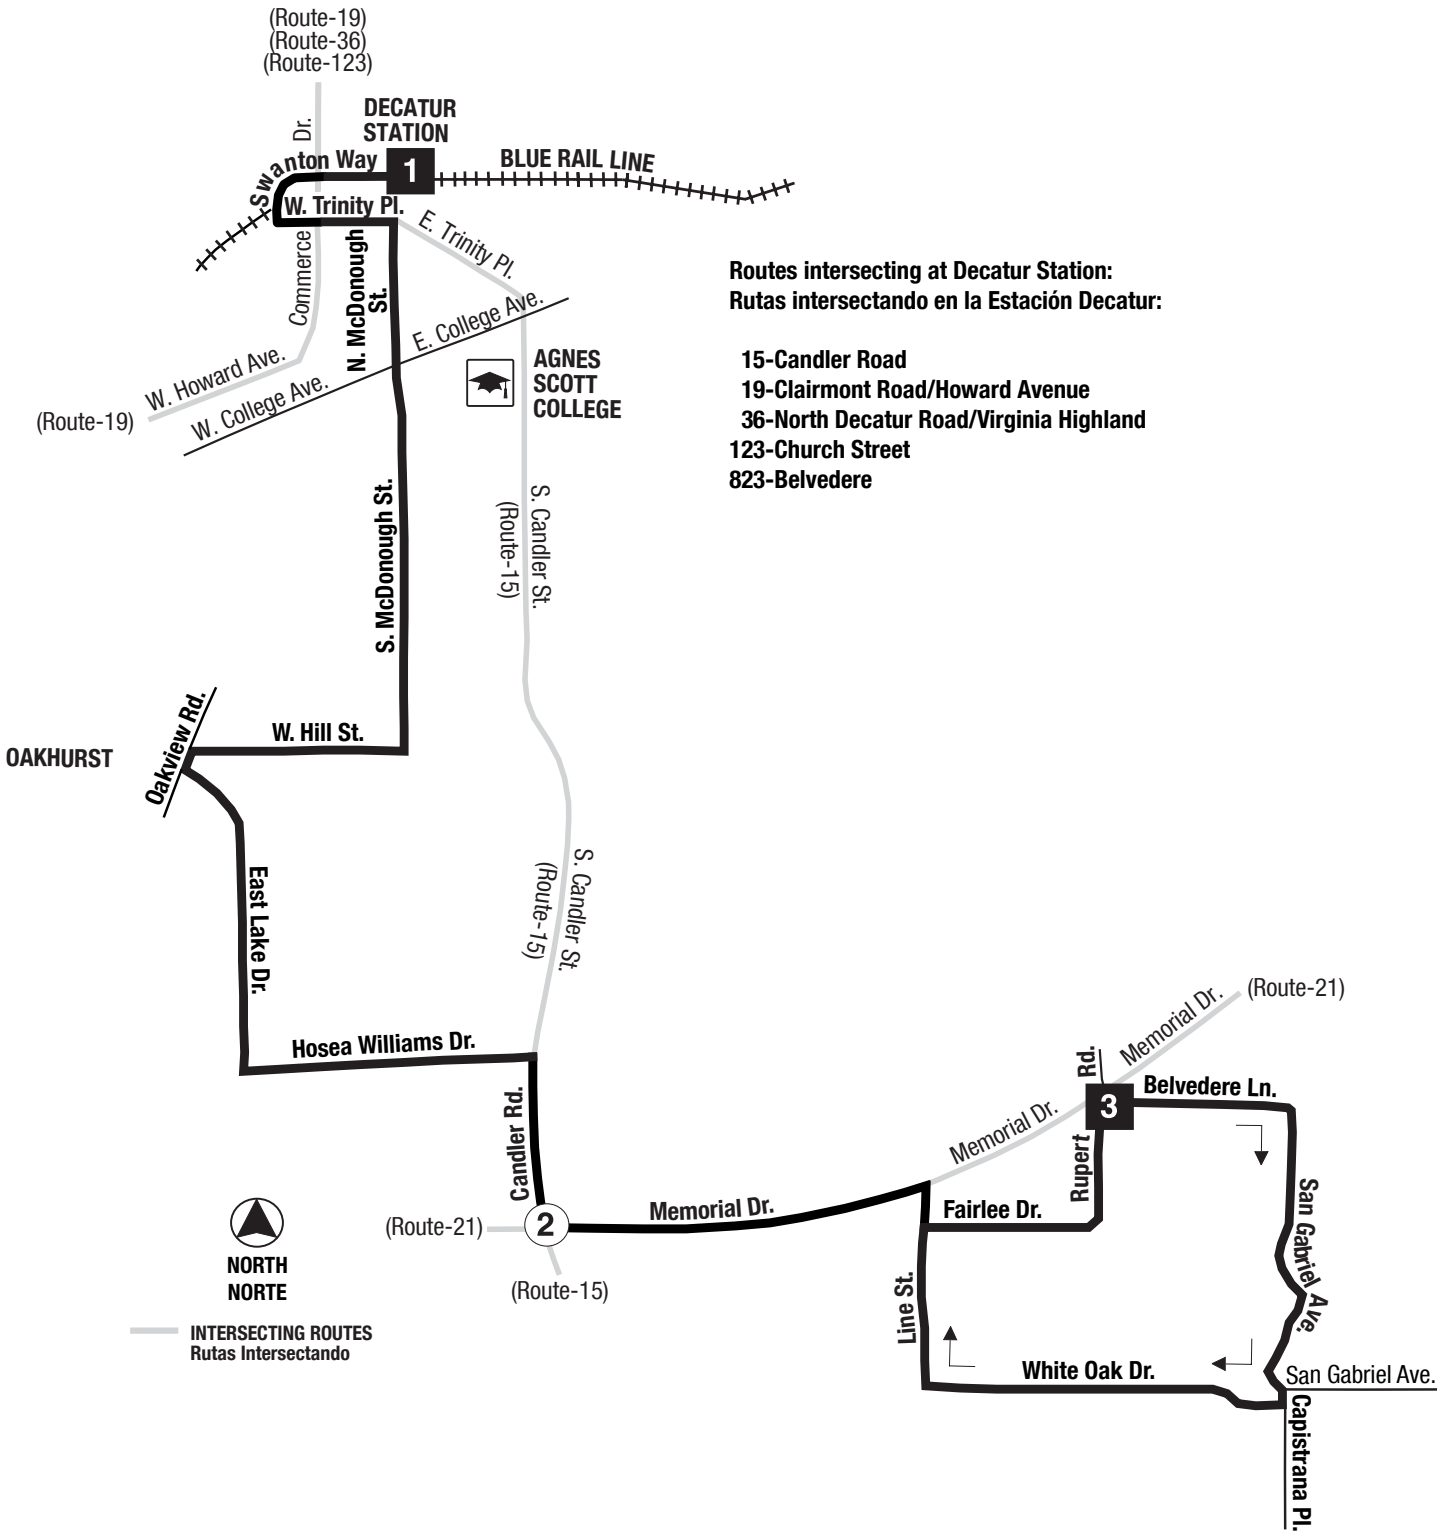 (Route-19)
(Route-36)
(Route-123)
Dr.
DECATUR
STATION
Swanton Way
1
BLUE RAIL LINE
W. Trinity Pl.
E. Trinity Pl.
Commerce
N. McDonough
St.
E. College Ave.
W. Howard Ave.
W. College Ave.
(Route-19)
AGNES
SCOTT
COLLEGE
Routes intersecting at Decatur Station:
Rutas intersectando en la Estación Decatur:
15-Candler Road
19-Clairmont Road/Howard Avenue
36-North Decatur Road/Virginia Highland
123-Church Street
823-Belvedere
S. McDonough St.
S. Candler St.
(Route-15)
Oakview Rd.
W. Hill St.
OAKHURST
East Lake Dr.
S. Candler St.
(Route-15)
Hosea Williams Dr.
Candler Rd.
(Route-21)
2
(Route-15)
Memorial Dr.
Memorial Dr.
Memorial Dr.
(Route-21)
Rd.
3
Belvedere Ln.
Rupert
Fairlee Dr.
San Gabriel Ave.
Line St.
White Oak Dr.
San Gabriel Ave.
Capistrana Pl.
NORTH
NORTE
INTERSECTING ROUTES
Rutas Intersectando